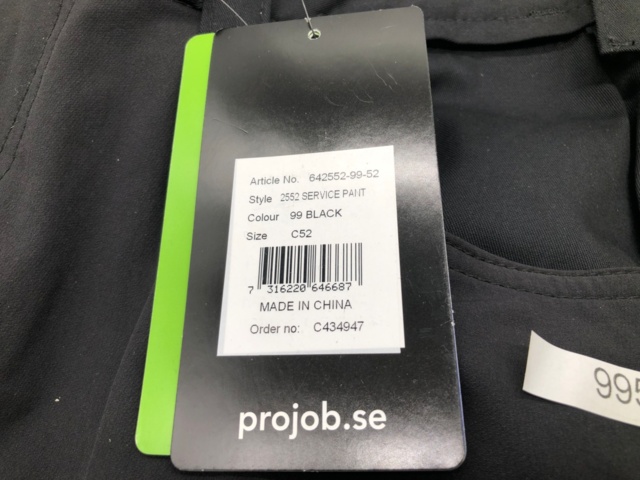 Article No. 642552-99-52
Style 2552 SERVICE PANT
Colour 99 BLACK
Size C52
7 316220 646687
MADE IN CHINA
Order no: C434947
projob.se
995